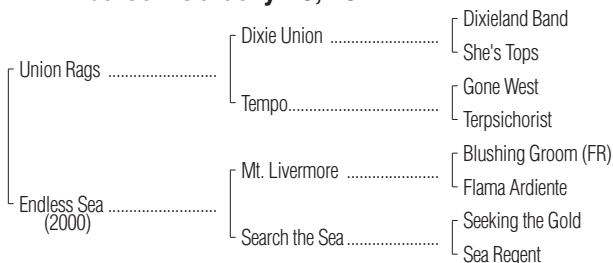 Dixieland Band
Dixie Union
She's Tops
Union Rags
Gone West
Tempo
Terpsichorist
Blushing Groom (FR)
Mt. Livermore
Flama Ardiente
Endless Sea
(2000)
Seeking the Gold
Search the Sea
Sea Regent